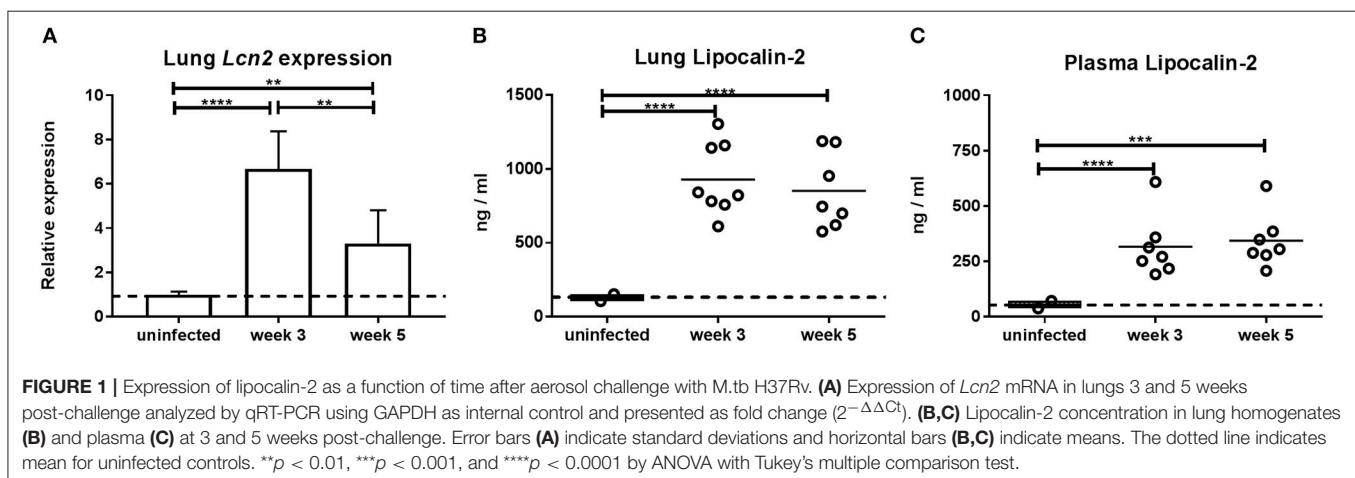 A
Lung Lcn2 expression
**
****
**
10
8
6
4
2
0
Relative expression
uninfected
week 3
week 5
B
Lung Lipocalin-2
****
****
1500
1000
500
0
ng / ml
uninfected
week 3
week 5
C
Plasma Lipocalin-2
***
****
1000
750
500
250
0
ng / ml
uninfected
week 3
week 5
FIGURE 1 | Expression of lipocalin-2 as a function of time after aerosol challenge with M.tb H37Rv. (A) Expression of Lcn2 mRNA in lungs 3 and 5 weeks
post-challenge analyzed by qRT-PCR using GAPDH as internal control and presented as fold change (2−ΔΔCt). (B,C) Lipocalin-2 concentration in lung homogenates
(B) and plasma (C) at 3 and 5 weeks post-challenge. Error bars (A) indicate standard deviations and horizontal bars (B,C) indicate means. The dotted line indicates
mean for uninfected controls. **p < 0.01, ***p < 0.001, and ****p < 0.0001 by ANOVA with Tukey's multiple comparison test.